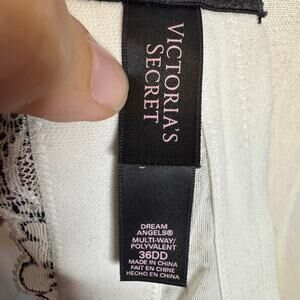 VICTORIA'S
SECRET
DREAM
ANGELS®
MULTI-WAY/
POLYVALENT
36DD
MADE IN CHINA
FAIT EN CHINE
HECHO EN CHINA